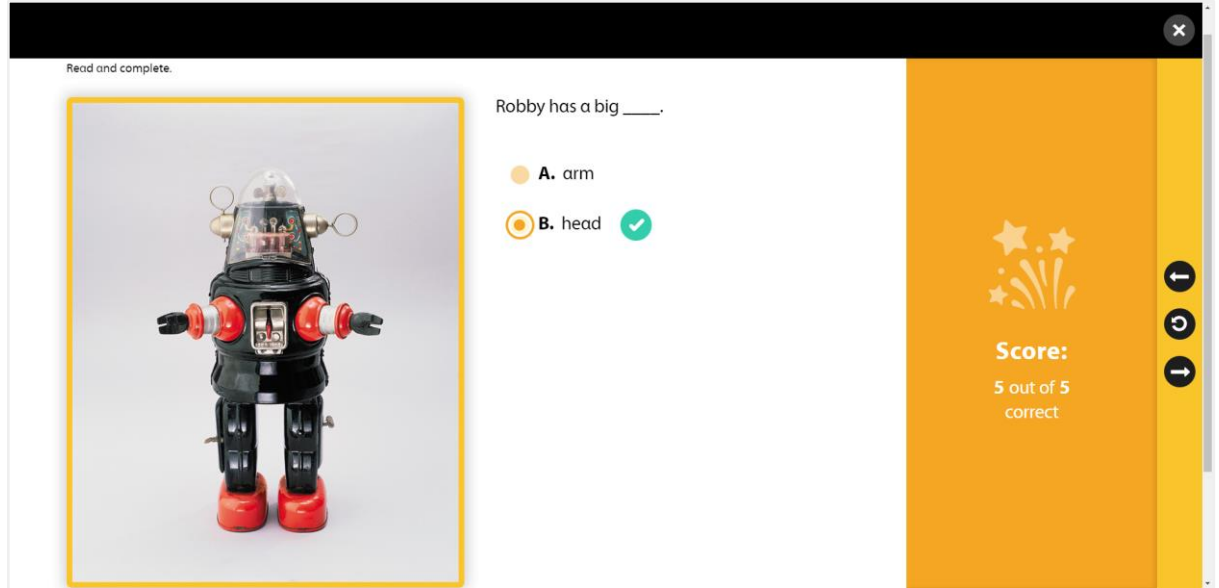 Read and complete.
Robby has a big ____.
A. arm
B. head
Score:
5 out of 5
correct